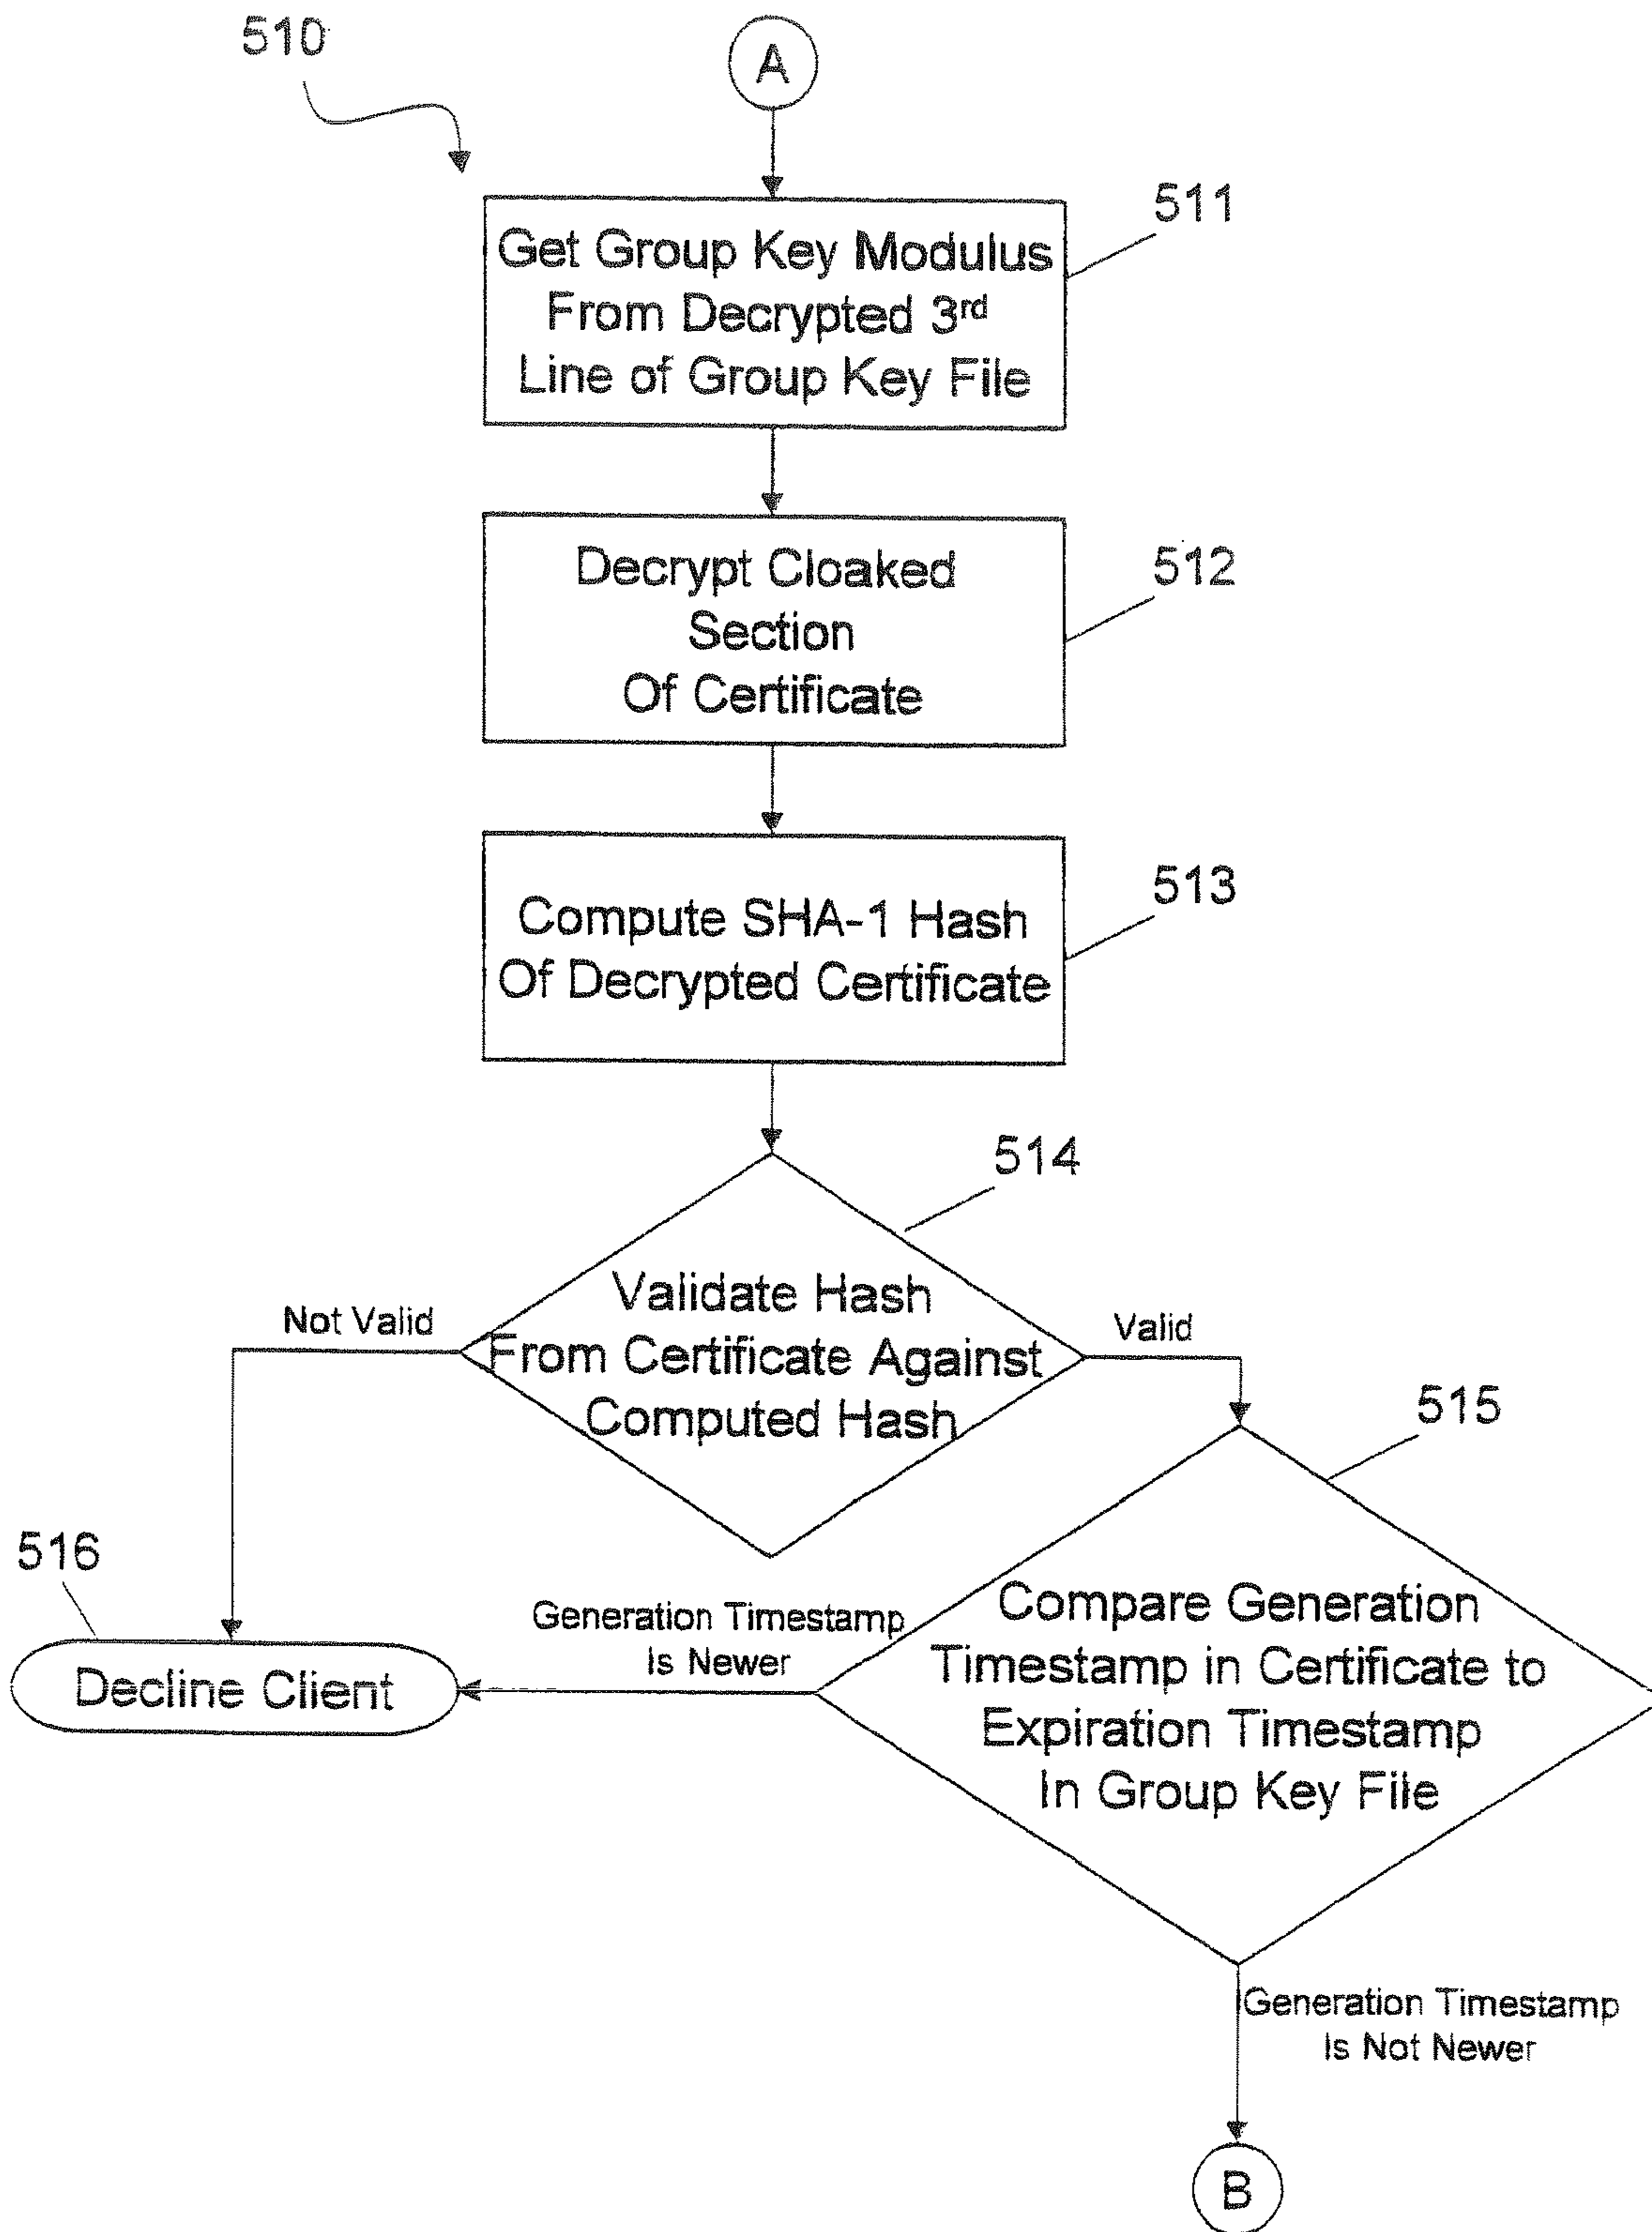 510
A
511
Get Group Key Modulus
From Decrypted 3rd
Line of Group Key File
512
Decrypt Cloaked
Section
Of Certificate
513
Compute SHA-1 Hash
Of Decrypted Certificate
514
Validate Hash
From Certificate Against
Computed Hash
Not Valid
Valid
515
516
Decline Client
Generation Timestamp
Is Newer
Compare Generation
Timestamp in Certificate to
Expiration Timestamp
In Group Key File
Generation Timestamp
Is Not Newer
B